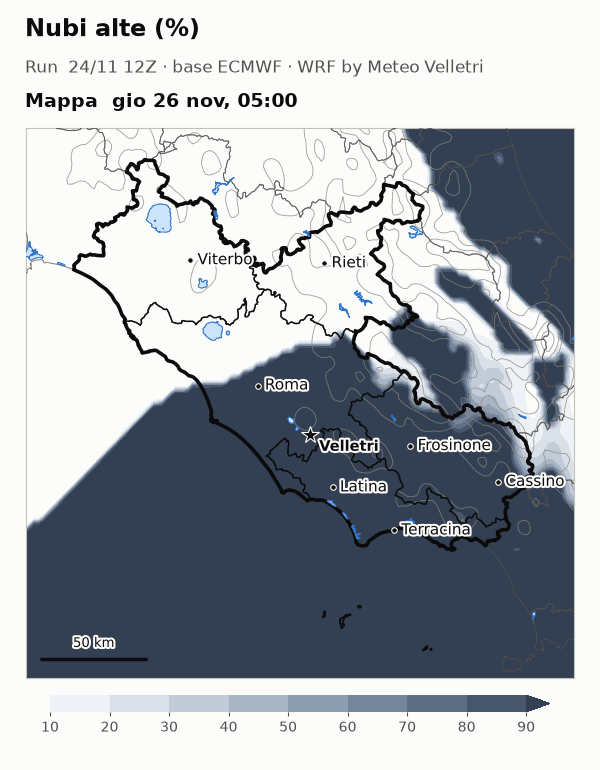 Nubi alte (%)
Run  24/11 12Z · base ECMWF · WRF by Meteo Velletri
Mappa  gio 26 nov, 05:00
Viterbo
Rieti
Roma
Velletri
Frosinone
Latina
Cassino
Terracina
50 km
10 20 30 40 50 60 70 80 90